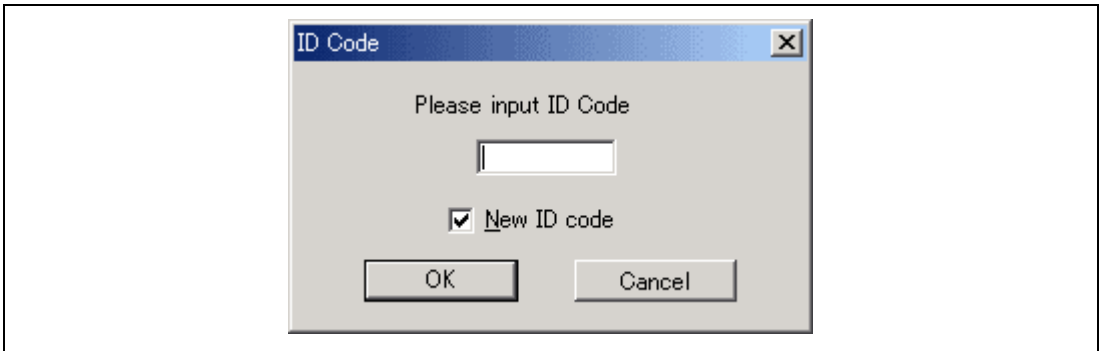 ID Code
Please input ID Code
New ID code
OK Cancel